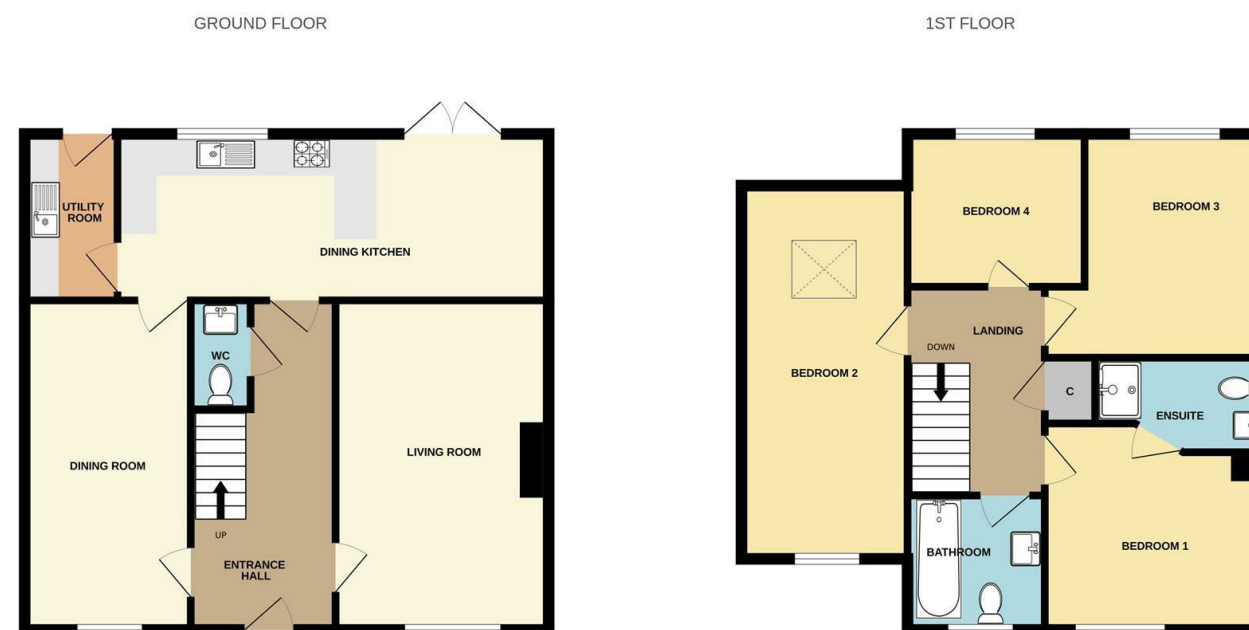 GROUND FLOOR
1ST FLOOR
UTILITY
ROOM
DINING KITCHEN
WC
DINING ROOM
LIVING ROOM
UP
ENTRANCE
HALL
BEDROOM 4
BEDROOM 3
LANDING
DOWN
BEDROOM 2
C
ENSUITE
BATHROOM
BEDROOM 1